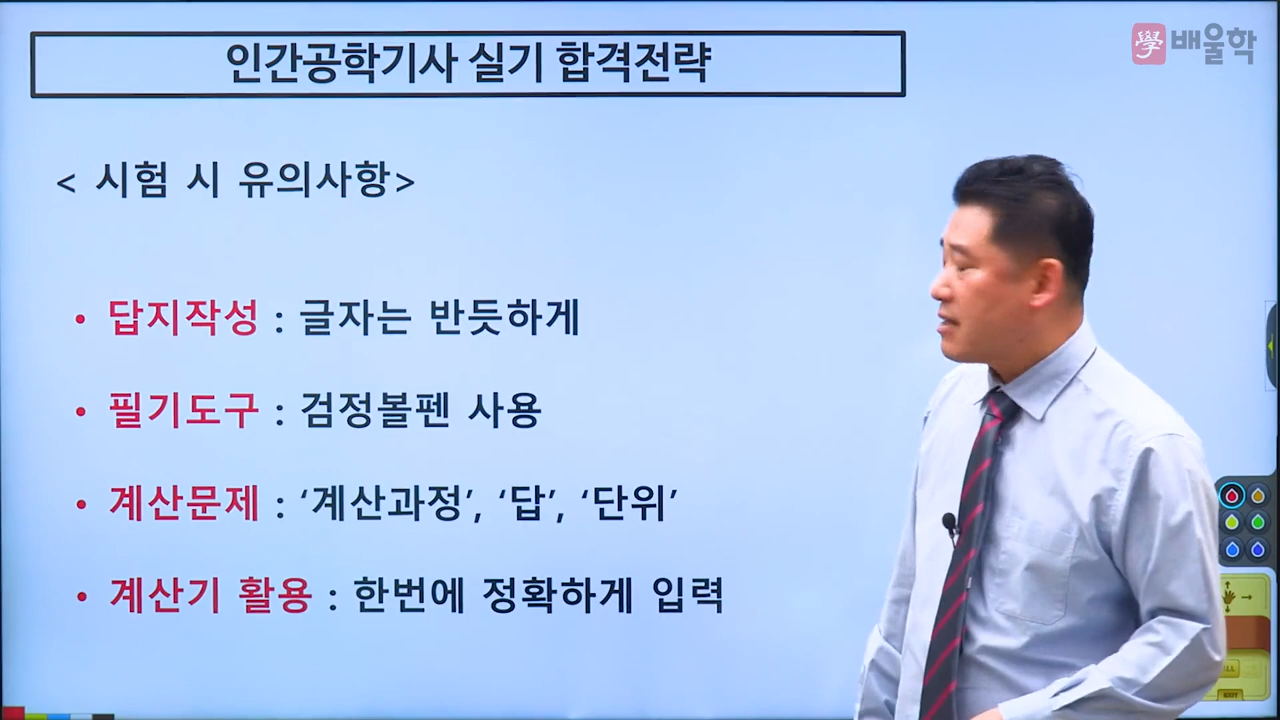 인간공학기사 실기 합격전략
學 배울학
< 시험 시 유의사항>
• 답지작성 : 글자는 반듯하게
• 필기도구 : 검정볼펜 사용
• 계산문제 : ‘계산과정’, ‘답’, ‘단위’
• 계산기 활용 : 한번에 정확하게 입력
EXIT